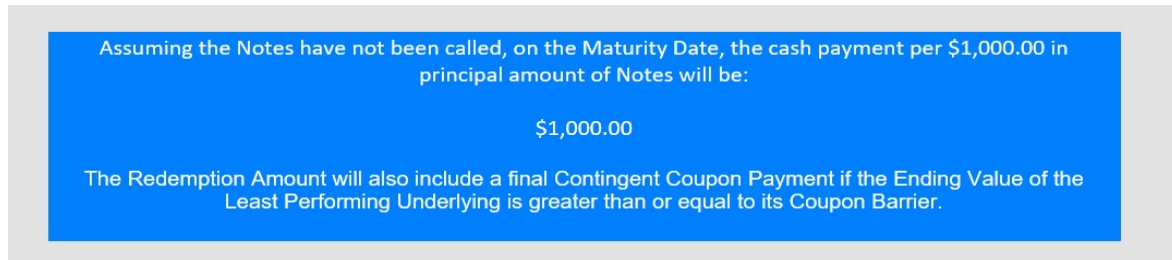 Assuming the Notes have not been called, on the Maturity Date, the cash payment per $1,000.00 in
principal amount of Notes will be:
$1,000.00
The Redemption Amount will also include a final Contingent Coupon Payment if the Ending Value of the
Least Performing Underlying is greater than or equal to its Coupon Barrier.